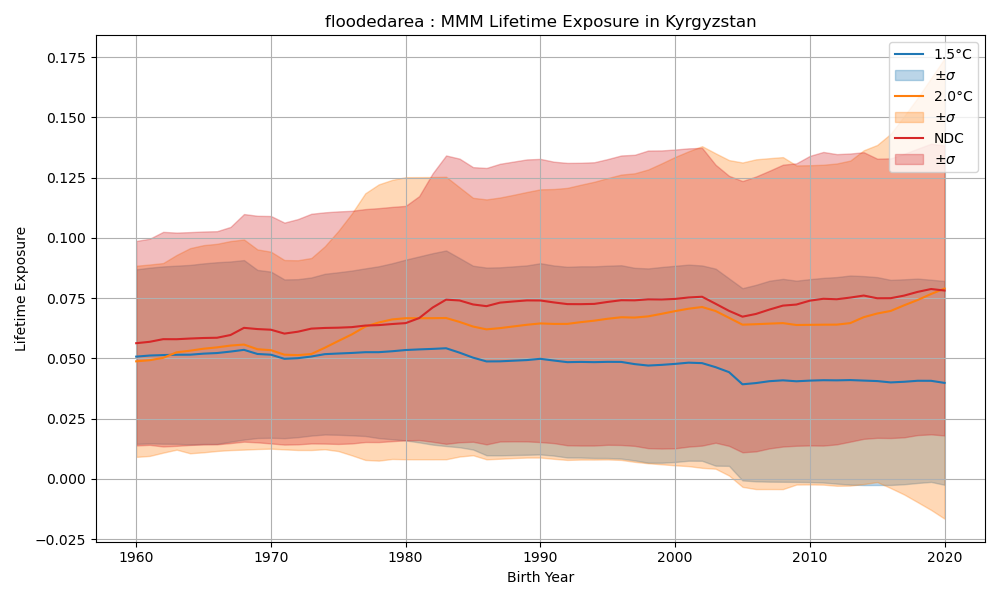 floodedarea : MMM Lifetime Exposure in Kyrgyzstan
Lifetime Exposure
0.175
0.150
0.125
0.100
0.075
0.050
0.025
0.000
−0.025
1.5°C
±σ
2.0°C
±σ
NDC
±σ
1960
1970
1980
1990
2000
2010
2020
Birth Year